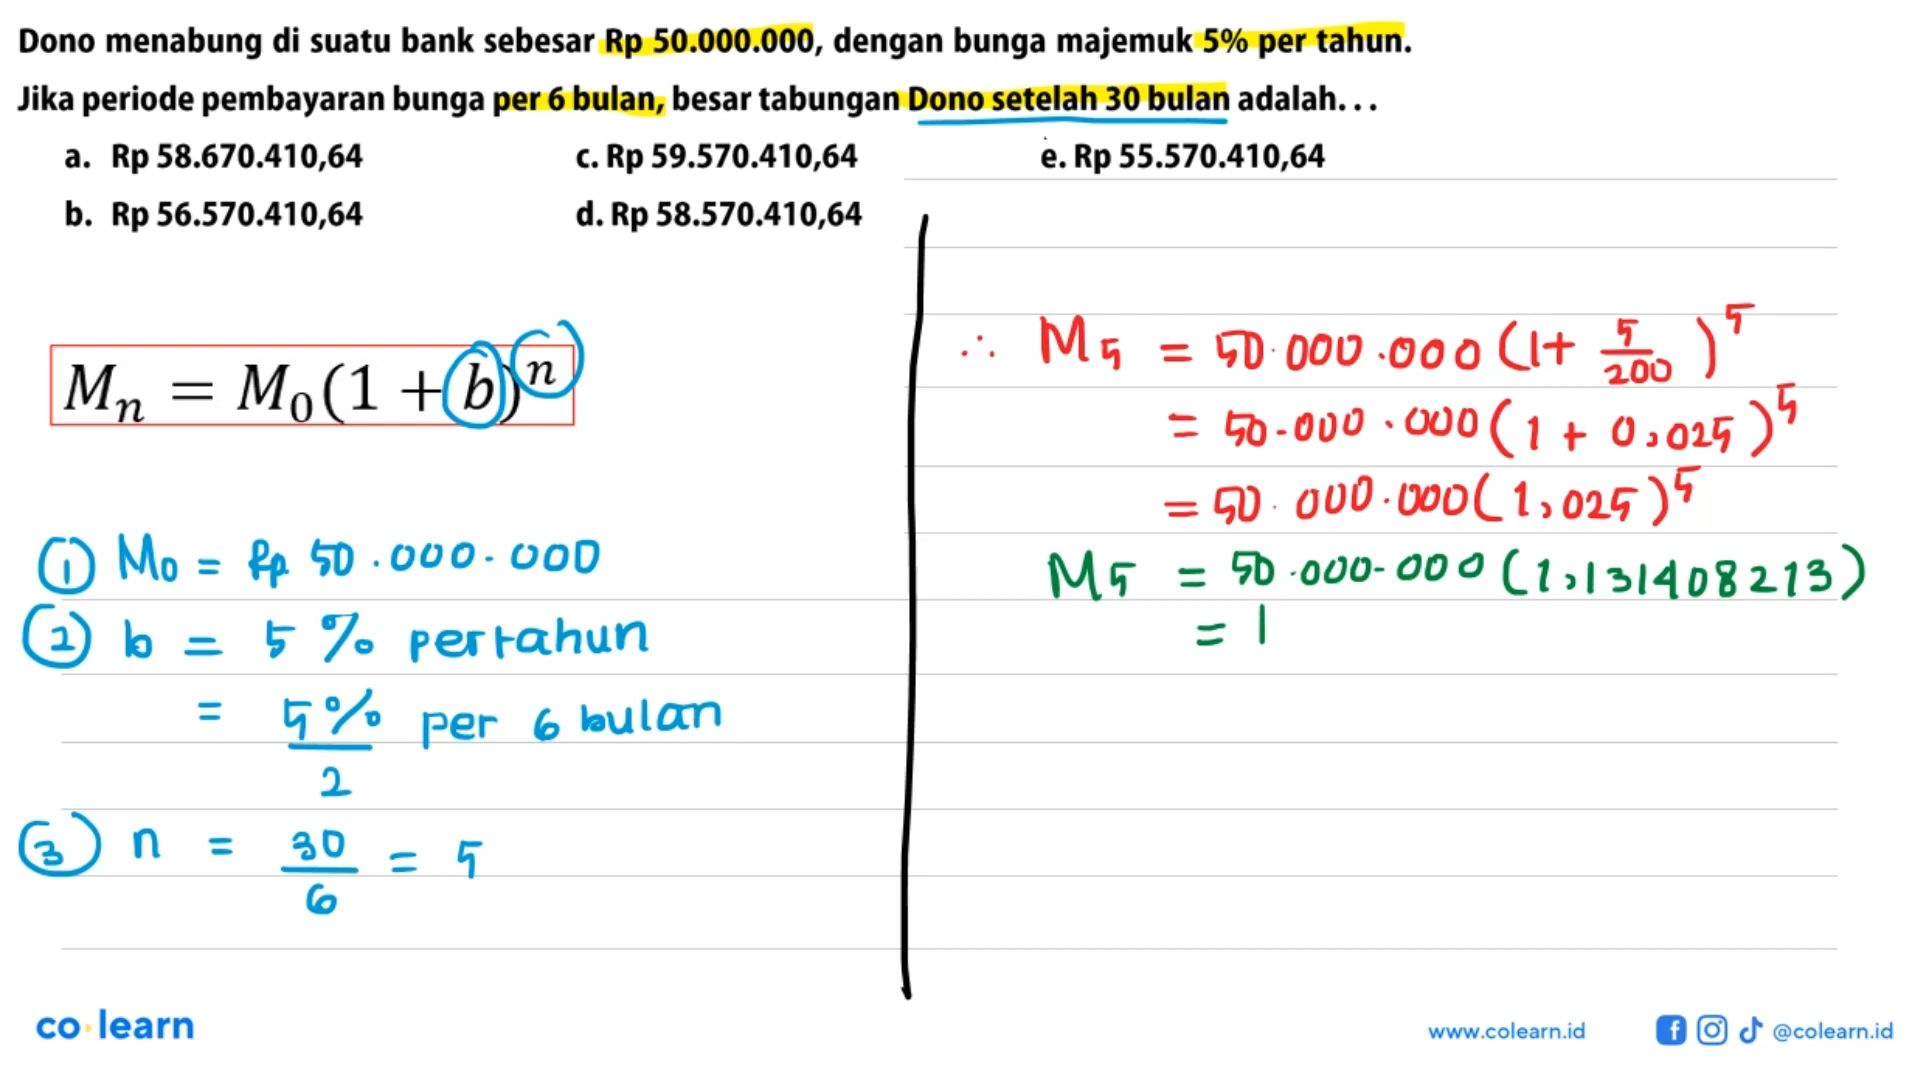 Dono menabung di suatu bank sebesar Rp 50.000.000, dengan bunga majemuk 5% per tahun.
Jika periode pembayaran bunga per 6 bulan, besar tabungan Dono setelah 30 bulan adalah. . .
a. Rp 58.670.410,64
c. Rp 59.570.410,64
e. Rp 55.570.410,64
b. Rp 56.570.410,64
d. Rp 58.570.410,64
Mₙ = M₀(1 + b)ⁿ
① M₀ = Rp. 50.000.000
② b = 5% pertahun
= 5%/2 per 6 bulan
③ n = 30/6 = 5
∴ M₅ = 50.000.000 (1 + 5/200)⁵
= 50.000.000 (1 + 0,025)⁵
= 50.000.000 (1,025)⁵
M₅ = 50.000.000 (1,131408213)
= 1
co learn
www.colearn.id
@colearn.id